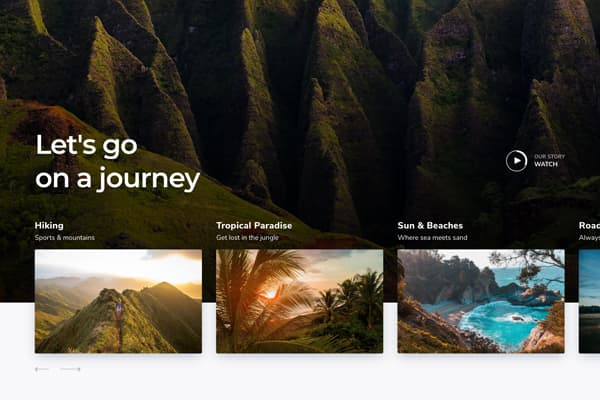 Let's go
on a journey
OUR STORY
WATCH
Hiking
Sports & mountains
Tropical Paradise
Get lost in the jungle
Sun & Beaches
Where sea meets sand
Road
Always